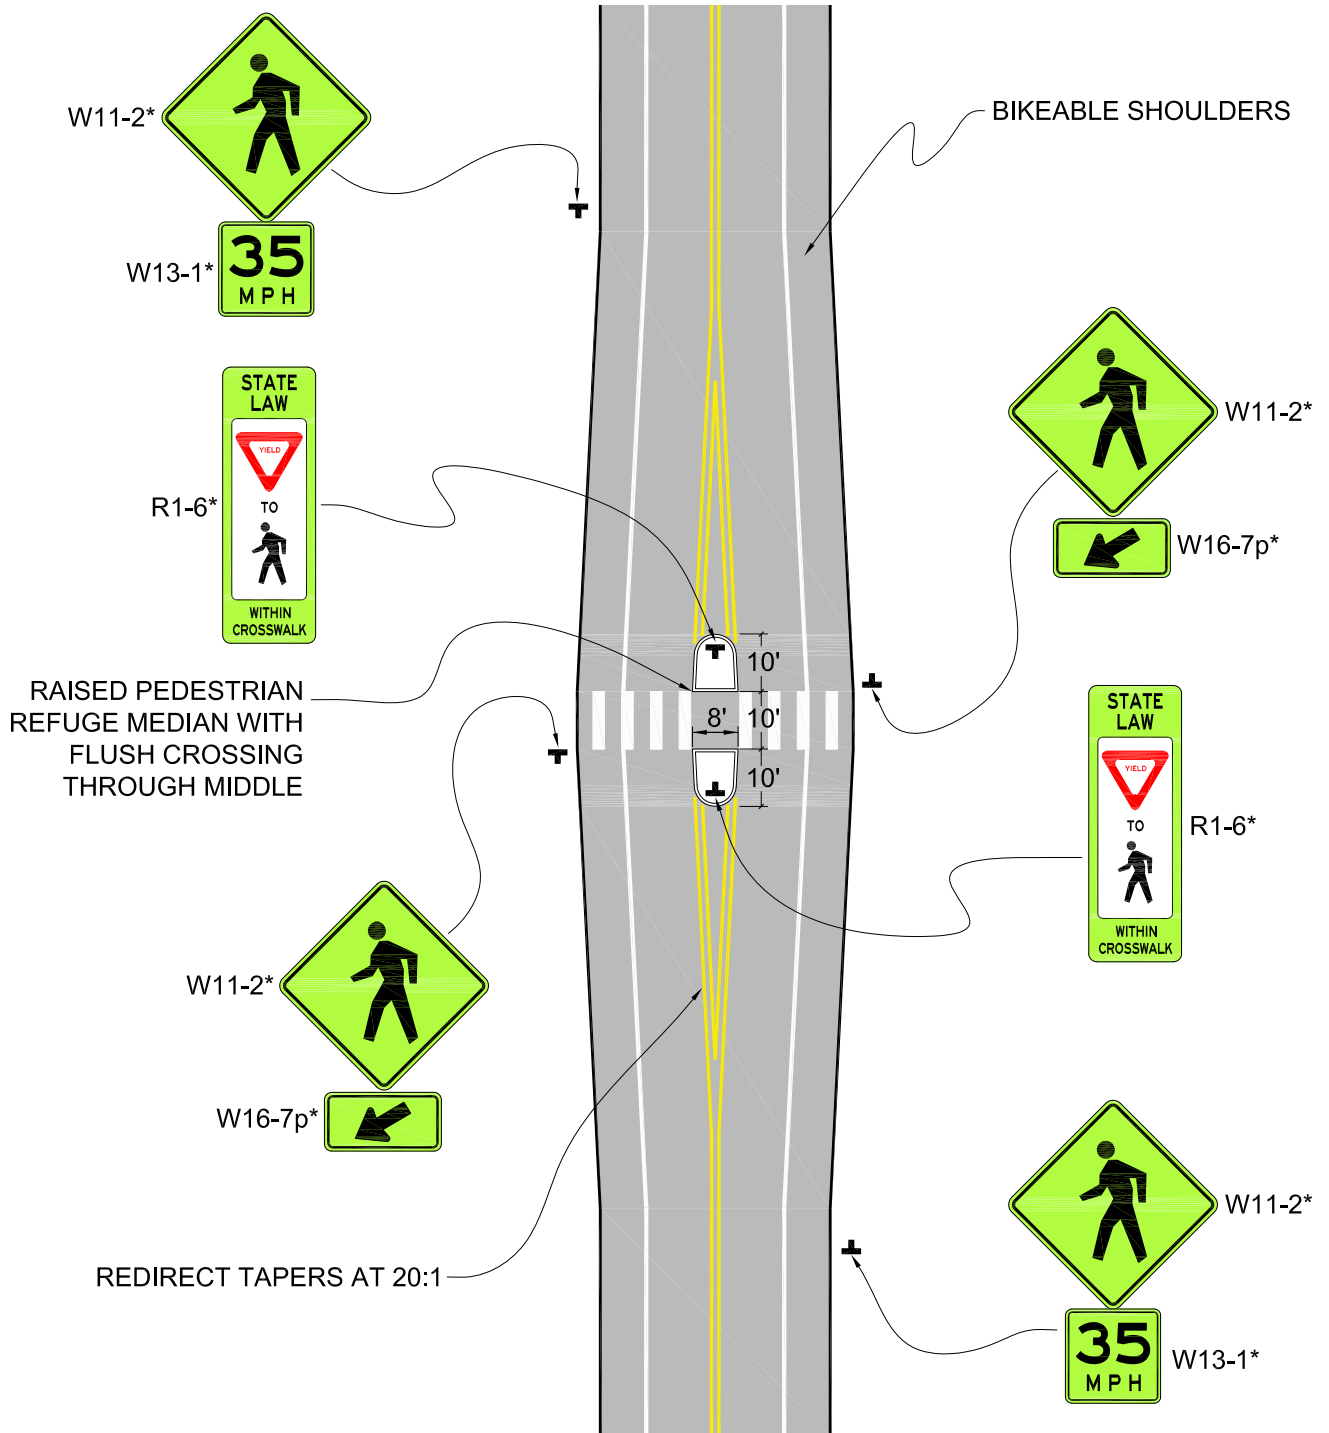 BIKEABLE SHOULDERS
W11-2*
W13-1*
35
MPH
STATE
LAW
YIELD
TO
WITHIN
CROSSWALK
R1-6*
W11-2*
W16-7p*
RAISED PEDESTRIAN
REFUGE MEDIAN WITH
FLUSH CROSSING
THROUGH MIDDLE
10'
8'
10'
10'
STATE
LAW
YIELD
TO
WITHIN
CROSSWALK
R1-6*
W11-2*
W16-7p*
REDIRECT TAPERS AT 20:1
W11-2*
35
MPH
W13-1*